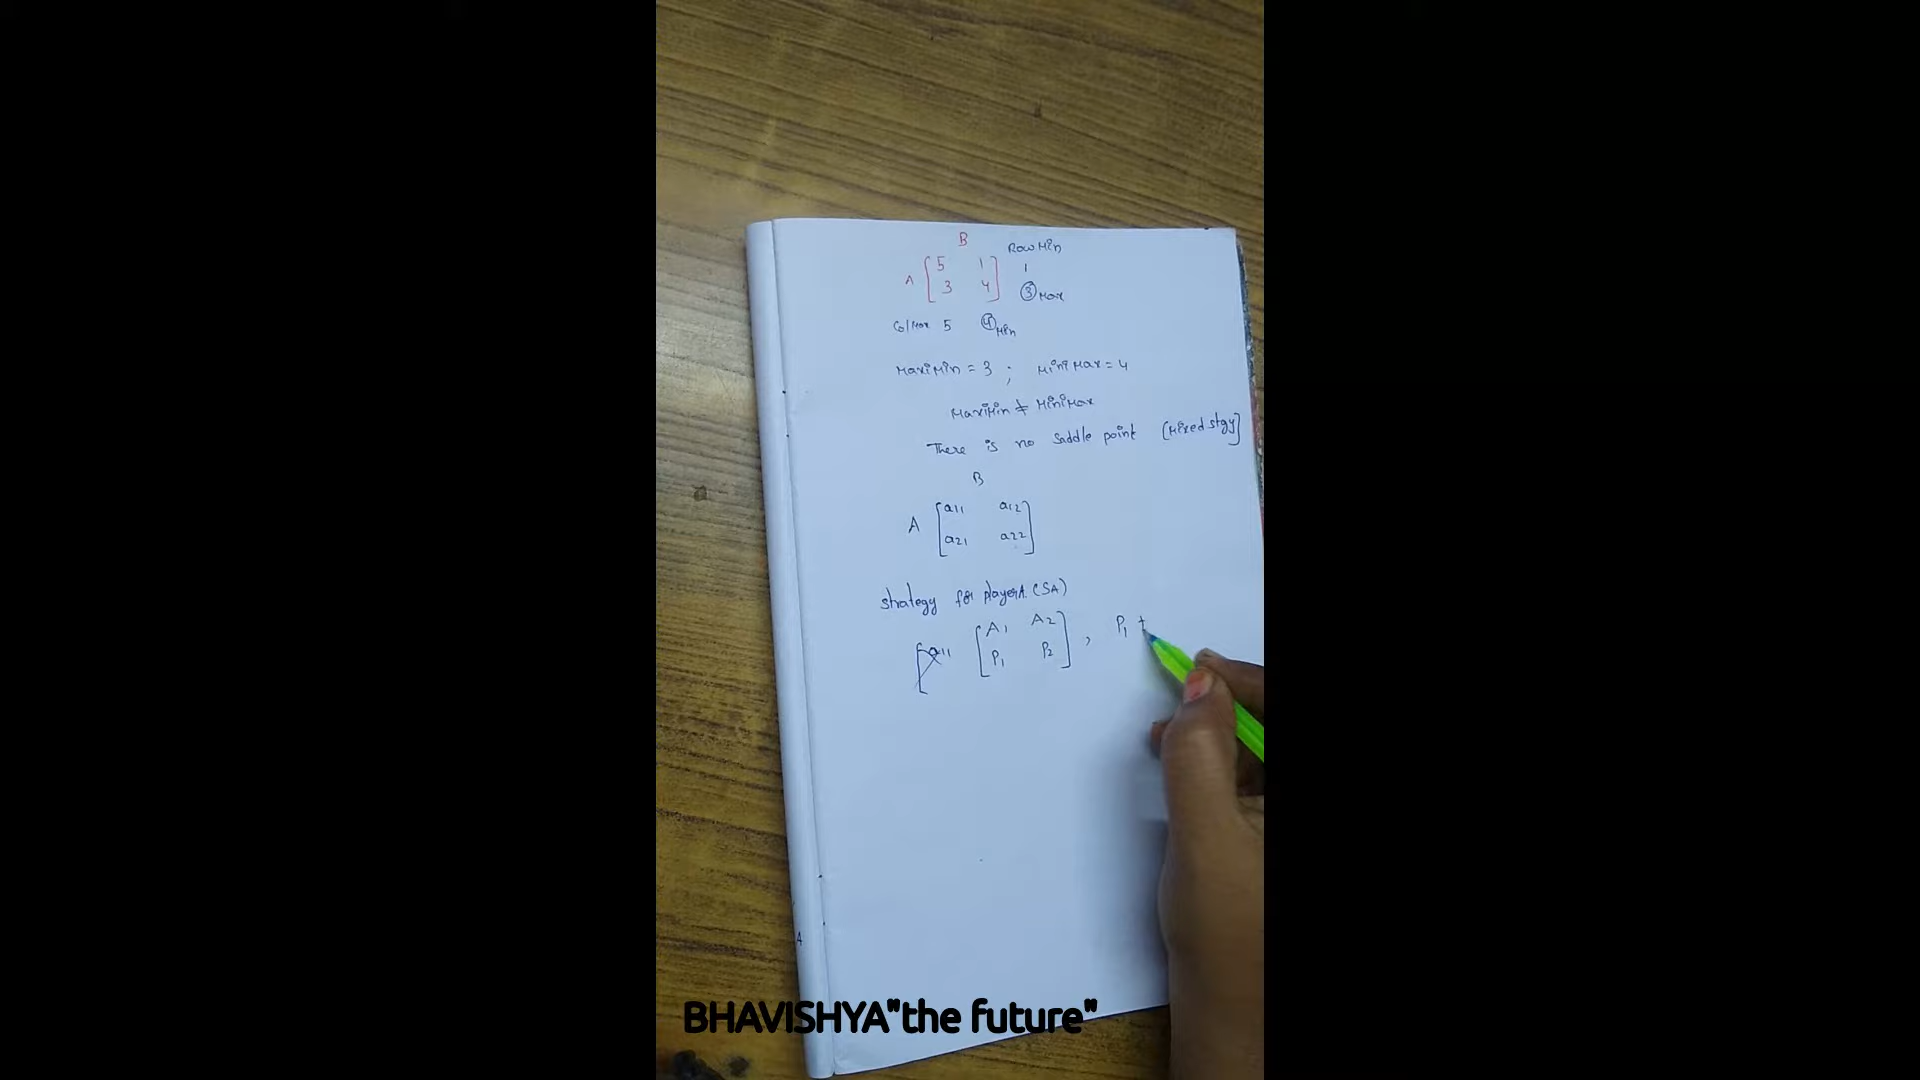 B
Row Min
A [5 1] 1
[3 4] ③ Max
Col Max 5 ④ Min
MaxiMin = 3 ; MiniMax = 4
MaxiMin ≠ MiniMax
There is no Saddle point [Mixed stgy]
B
A [a11 a12]
[a21 a22]
strategy for player A. (SA)
[a11 [A1 A2] , P1 +
[P1 P2]
A
BHAVISHYA"the future"